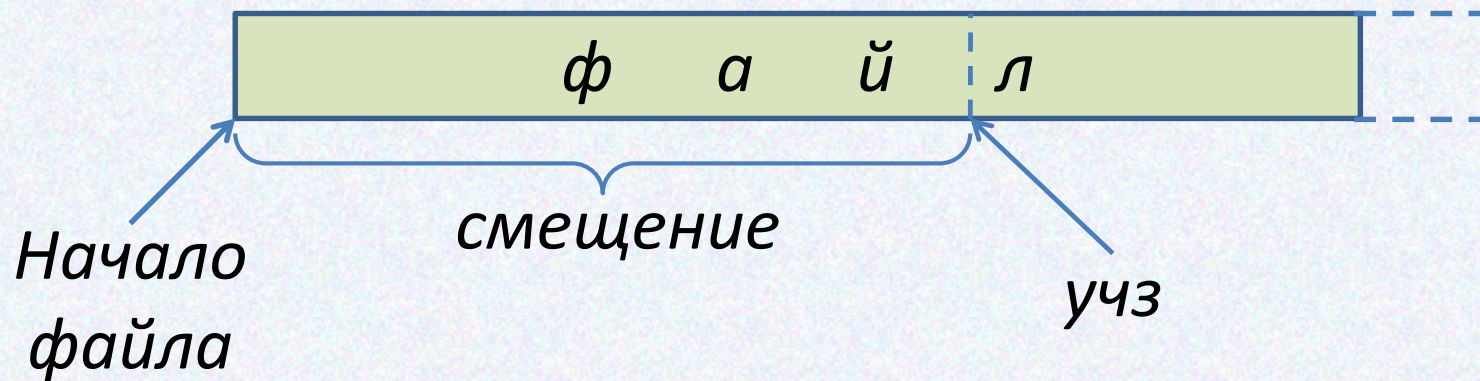 ф а й л
смещение
Начало
файла
учз